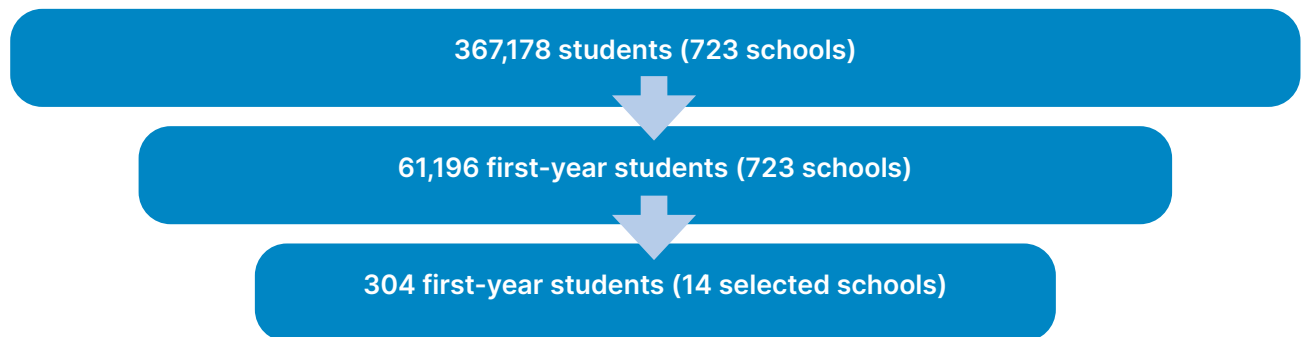 367,178 students (723 schools)
61,196 first-year students (723 schools)
304 first-year students (14 selected schools)